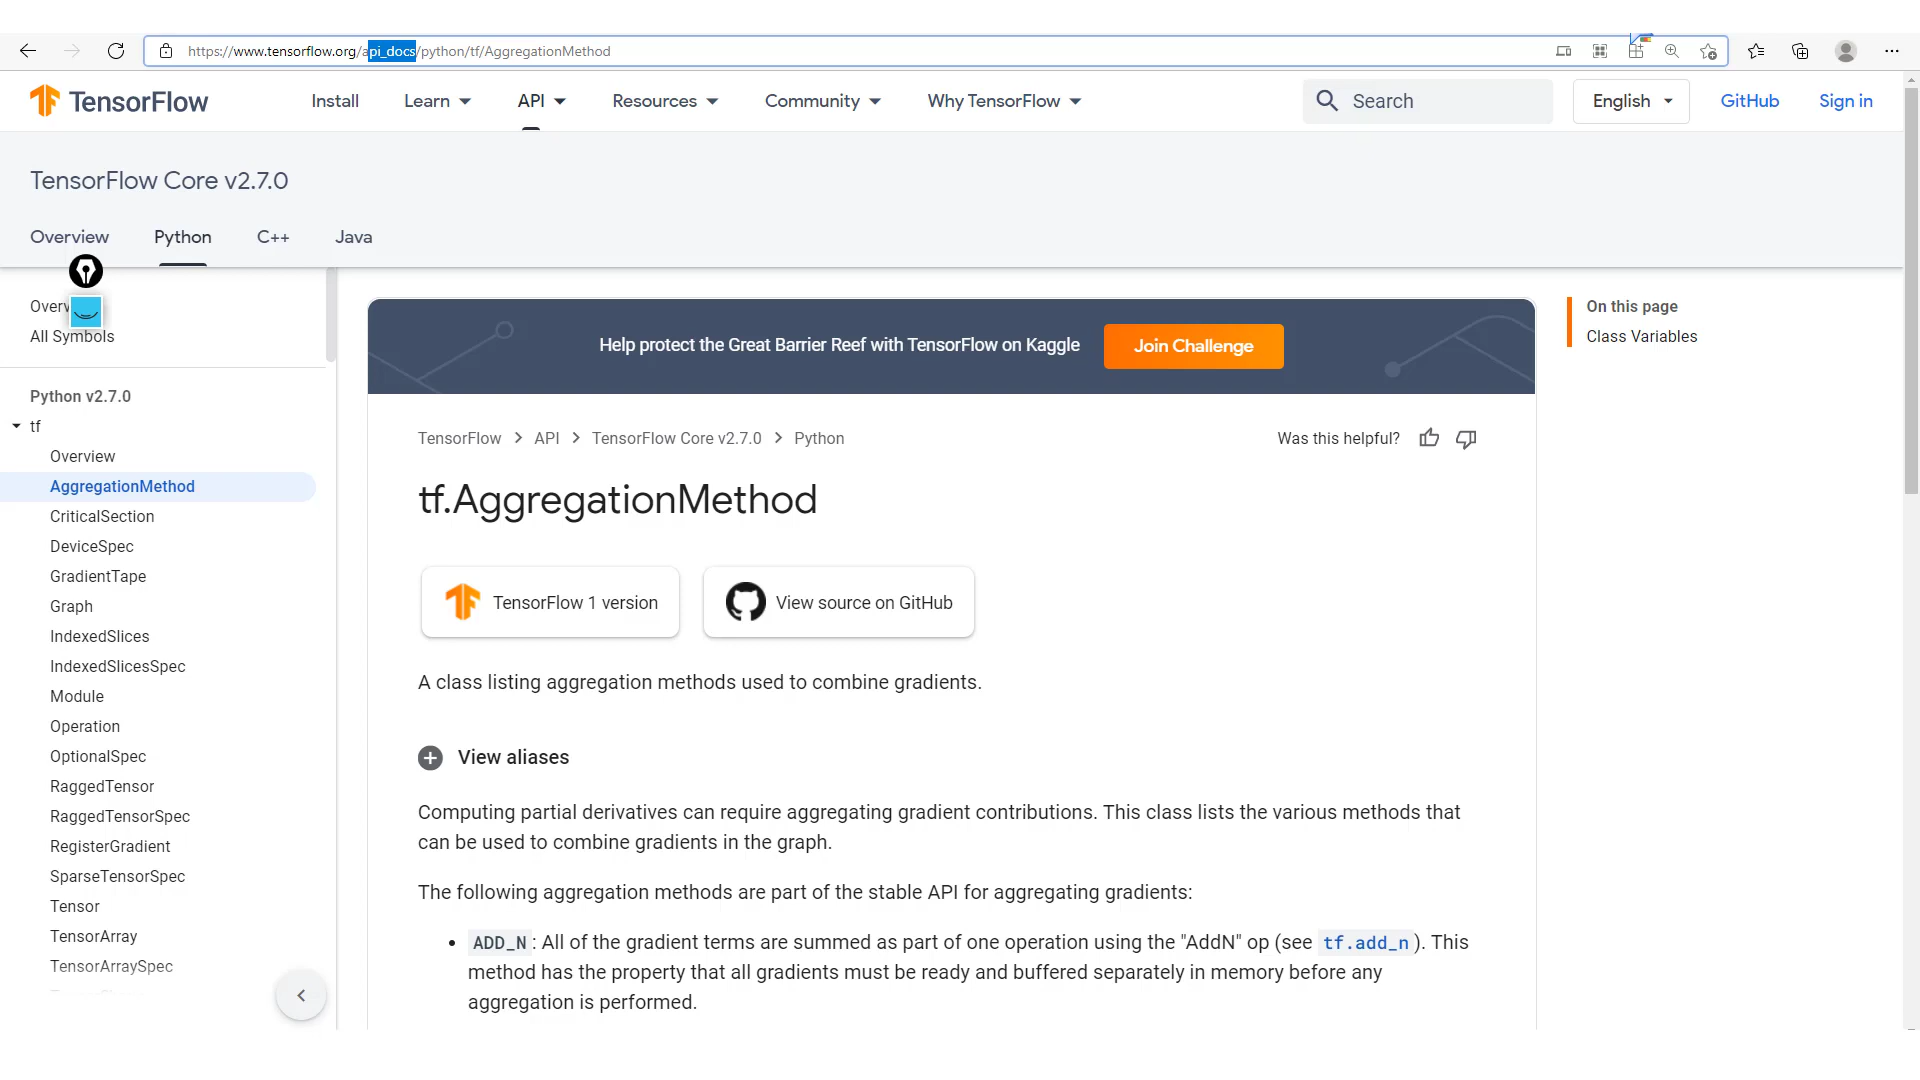 https://www.tensorflow.org/api_docs/python/tf/AggregationMethod
TensorFlow
Install
Learn
API
Resources
Community
Why TensorFlow
Search
English
GitHub
Sign in
TensorFlow Core v2.7.0
Overview
Python
C++
Java
All Symbols
Python v2.7.0
tf
Overview
AggregationMethod
CriticalSection
DeviceSpec
GradientTape
Graph
IndexedSlices
IndexedSlicesSpec
Module
Operation
OptionalSpec
RaggedTensor
RaggedTensorSpec
RegisterGradient
SparseTensorSpec
Tensor
TensorArray
TensorArraySpec
Help protect the Great Barrier Reef with TensorFlow on Kaggle
Join Challenge
TensorFlow > API > TensorFlow Core v2.7.0 > Python
Was this helpful?
tf.AggregationMethod
TensorFlow 1 version
View source on GitHub
A class listing aggregation methods used to combine gradients.
View aliases
Computing partial derivatives can require aggregating gradient contributions. This class lists the various methods that
can be used to combine gradients in the graph.
The following aggregation methods are part of the stable API for aggregating gradients:
• ADD_N : All of the gradient terms are summed as part of one operation using the "AddN" op (see tf.add_n ). This
method has the property that all gradients must be ready and buffered separately in memory before any
aggregation is performed.
On this page
Class Variables